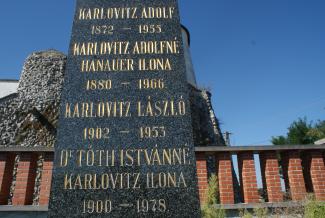 KARLOVITZ ADOLF
1872 - 1955
KARLOVITZ ADOLFNÉ
HANAUER ILONA
1880 - 1966
KARLOVITZ LÁSZLÓ
1902 - 1953
DR TÓTH ISTVÁNNÉ
KARLOVITZ ILONA
1900 - 1978